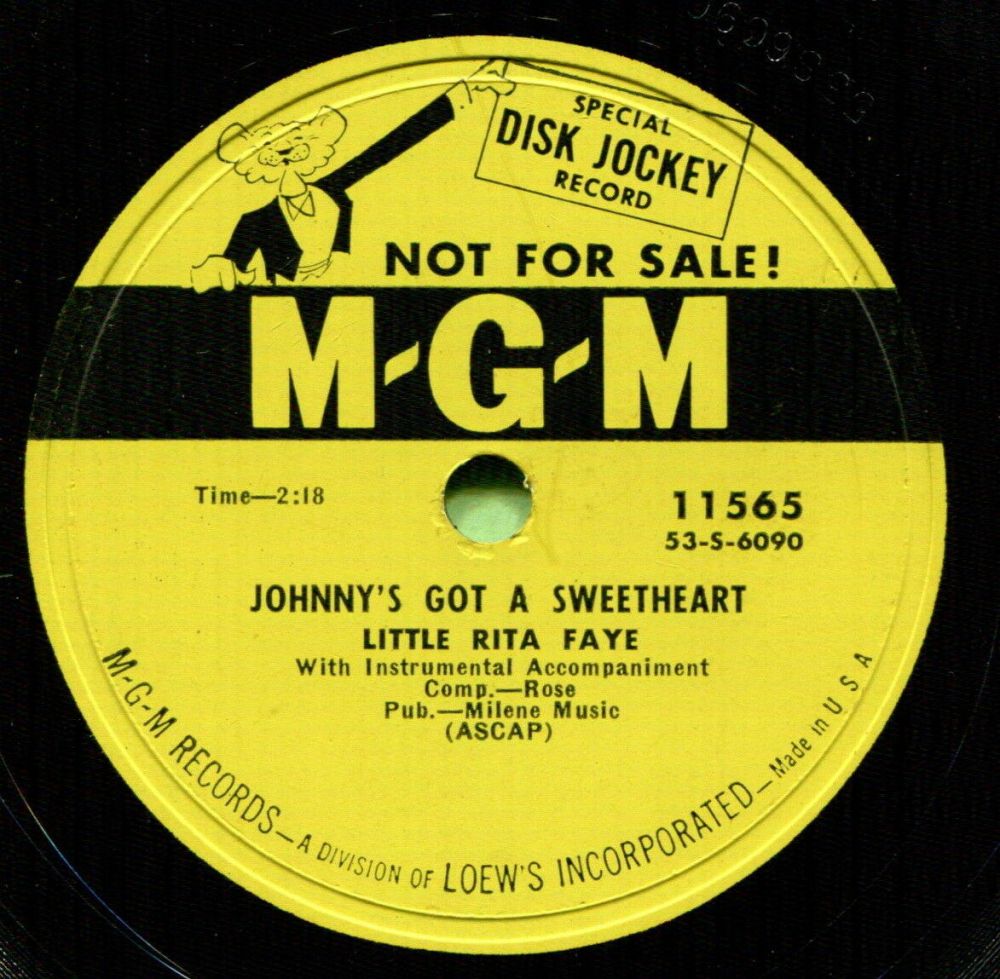 SPECIAL
DISK JOCKEY
RECORD
NOT FOR SALE!
M-G-M
Time—2:18
11565
53-S-6090
JOHNNY'S GOT A SWEETHEART
LITTLE RITA FAYE
With Instrumental Accompaniment
Comp.—Rose
Pub.—Milene Music
(ASCAP)
M-G-M RECORDS—A DIVISION OF LOEW'S INCORPORATED—Made in U S A